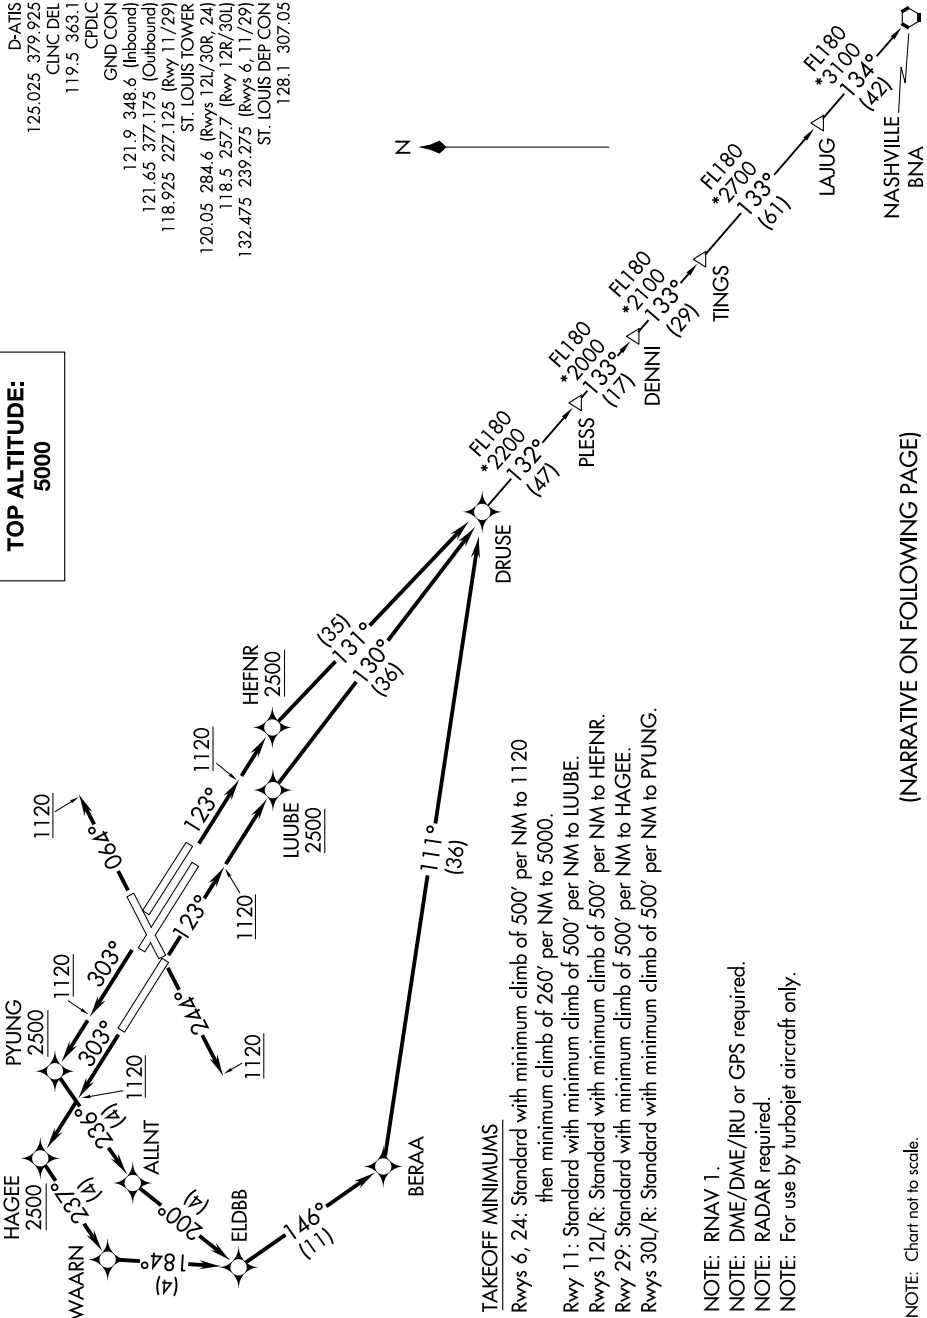 D-ATIS
125.025 379.925
CLNC DEL
119.5 363.1
CPDLC
GND CON
121.9 348.6 (Inbound)
121.65 377.175 (Outbound)
118.925 227.125 (Rwy 11/29)
ST. LOUIS TOWER
120.05 284.6 (Rwys 12L/30R, 24)
118.5 257.7 (Rwy 12R/30L)
132.475 239.275 (Rwys 6, 11/29)
ST. LOUIS DEP CON
128.1 307.05
TOP ALTITUDE:
5000
N
HAGEE
2500
PYUNG
2500
1120
303°
303°
1120
236°
(4)
237°
(4)
WAARN
184°
(4)
ALLNT
200°
(4)
ELDBB
146°
(11)
BERAA
111°
(36)
1120
064°
244°
1120
123°
1120
HEFNR
2500
123°
1120
LUUBE
2500
(35)
131°
130°
(36)
DRUSE
FL180
*2200
132°
(47)
PLESS
FL180
*2000
133°
(17)
DENNI
FL180
*2100
133°
(29)
TINGS
FL180
*2700
133°
(61)
LAJUG
FL180
*3100
134°
(42)
NASHVILLE
BNA
TAKEOFF MINIMUMS
Rwys 6, 24: Standard with minimum climb of 500' per NM to 1120
then minimum climb of 260' per NM to 5000.
Rwy 11: Standard with minimum climb of 500' per NM to LUUBE.
Rwys 12L/R: Standard with minimum climb of 500' per NM to HEFNR.
Rwy 29: Standard with minimum climb of 500' per NM to HAGEE.
Rwys 30L/R: Standard with minimum climb of 500' per NM to PYUNG.
NOTE: RNAV 1.
NOTE: DME/DME/IRU or GPS required.
NOTE: RADAR required.
NOTE: For use by turbojet aircraft only.
(NARRATIVE ON FOLLOWING PAGE)
NOTE: Chart not to scale.